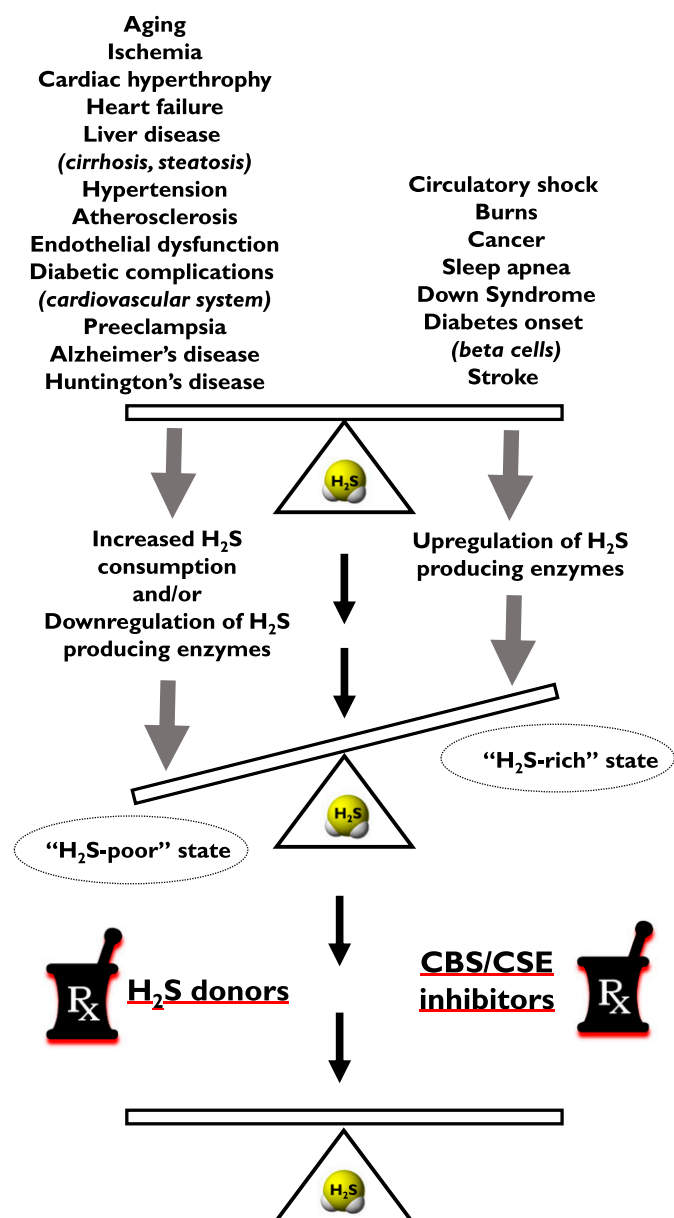 Aging
Ischemia
Cardiac hyperthrophy
Heart failure
Liver disease
(cirrhosis, steatosis)
Hypertension
Atherosclerosis
Endothelial dysfunction
Diabetic complications
(cardiovascular system)
Preeclampsia
Alzheimer’s disease
Huntington’s disease
Circulatory shock
Burns
Cancer
Sleep apnea
Down Syndrome
Diabetes onset
(beta cells)
Stroke
H₂S
Increased H₂S
consumption
and/or
Downregulation of H₂S
producing enzymes
Upregulation of H₂S
producing enzymes
“H₂S-rich” state
H₂S
“H₂S-poor” state
Rx
H₂S donors
CBS/CSE
inhibitors
Rx
H₂S